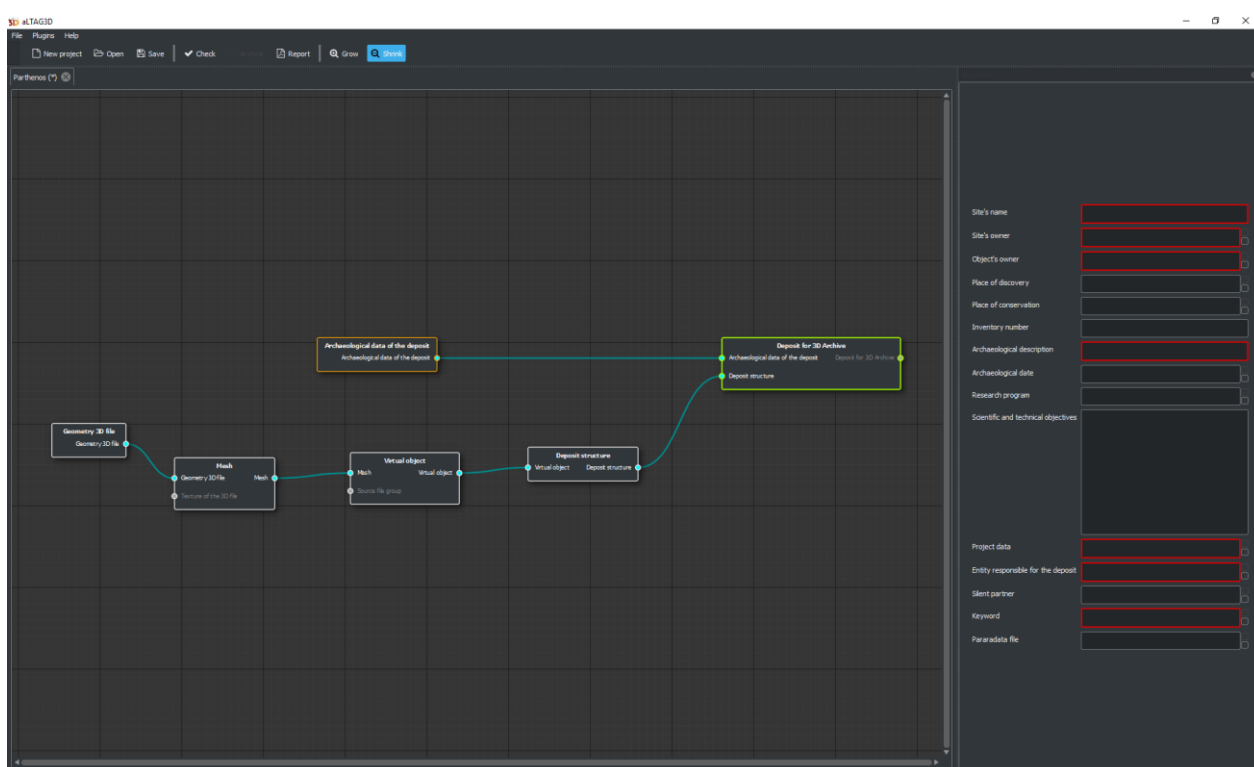 aLTAG3D
File Plugins Help
New project Open Save Check Report Grow Shrink
Parthenos (*)
Archaeological data of the deposit
Archaeological data of the deposit
Deposit for 3D Archive
Archaeological data of the deposit Deposit for 3D Archive
Deposit structure
Geometry 3D file
Geometry 3D file
Mesh
Geometry 3D file Mesh
Texture of the 3D file
Virtual object
Mesh Virtual object
Source file group
Deposit structure
Virtual object Deposit structure
Site's name
Site's owner
Object's owner
Place of discovery
Place of conservation
Inventory number
Archaeological description
Archaeological date
Research program
Scientific and technical objectives
Project data
Entity responsible for the deposit
Silent partner
Keyword
Pararadata file